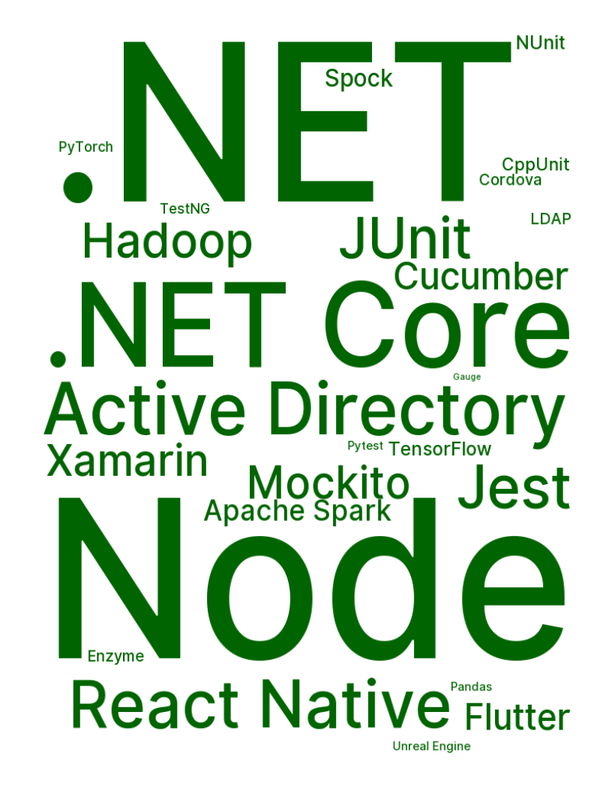 .NET
NUnit
Spock
PyTorch
CppUnit
Cordova
TestNG
LDAP
Hadoop
JUnit
Cucumber
.NET Core
Gauge
Active Directory
Xamarin
Pytest
TensorFlow
Mockito
Jest
Apache Spark
Node
Enzyme
React Native
Pandas
Flutter
Unreal Engine